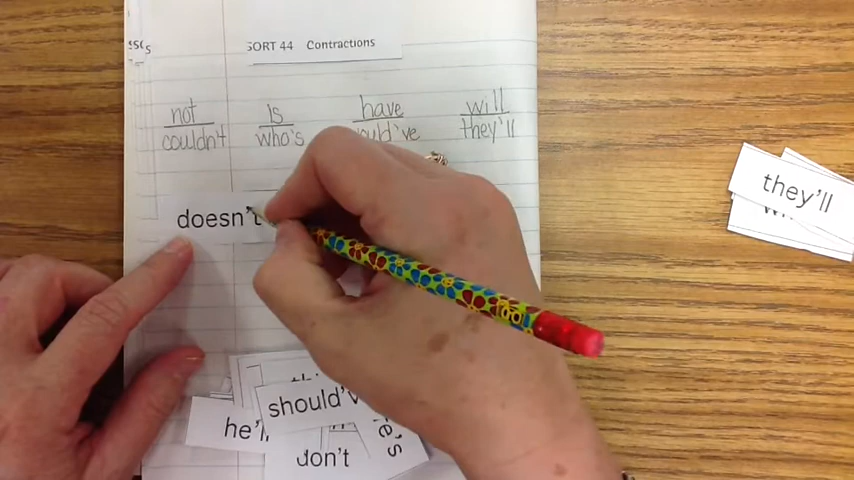 SORT 44 Contractions
not is have will
couldn't who's would've they'll
they'll
doesn't
should'v
he'll
don't